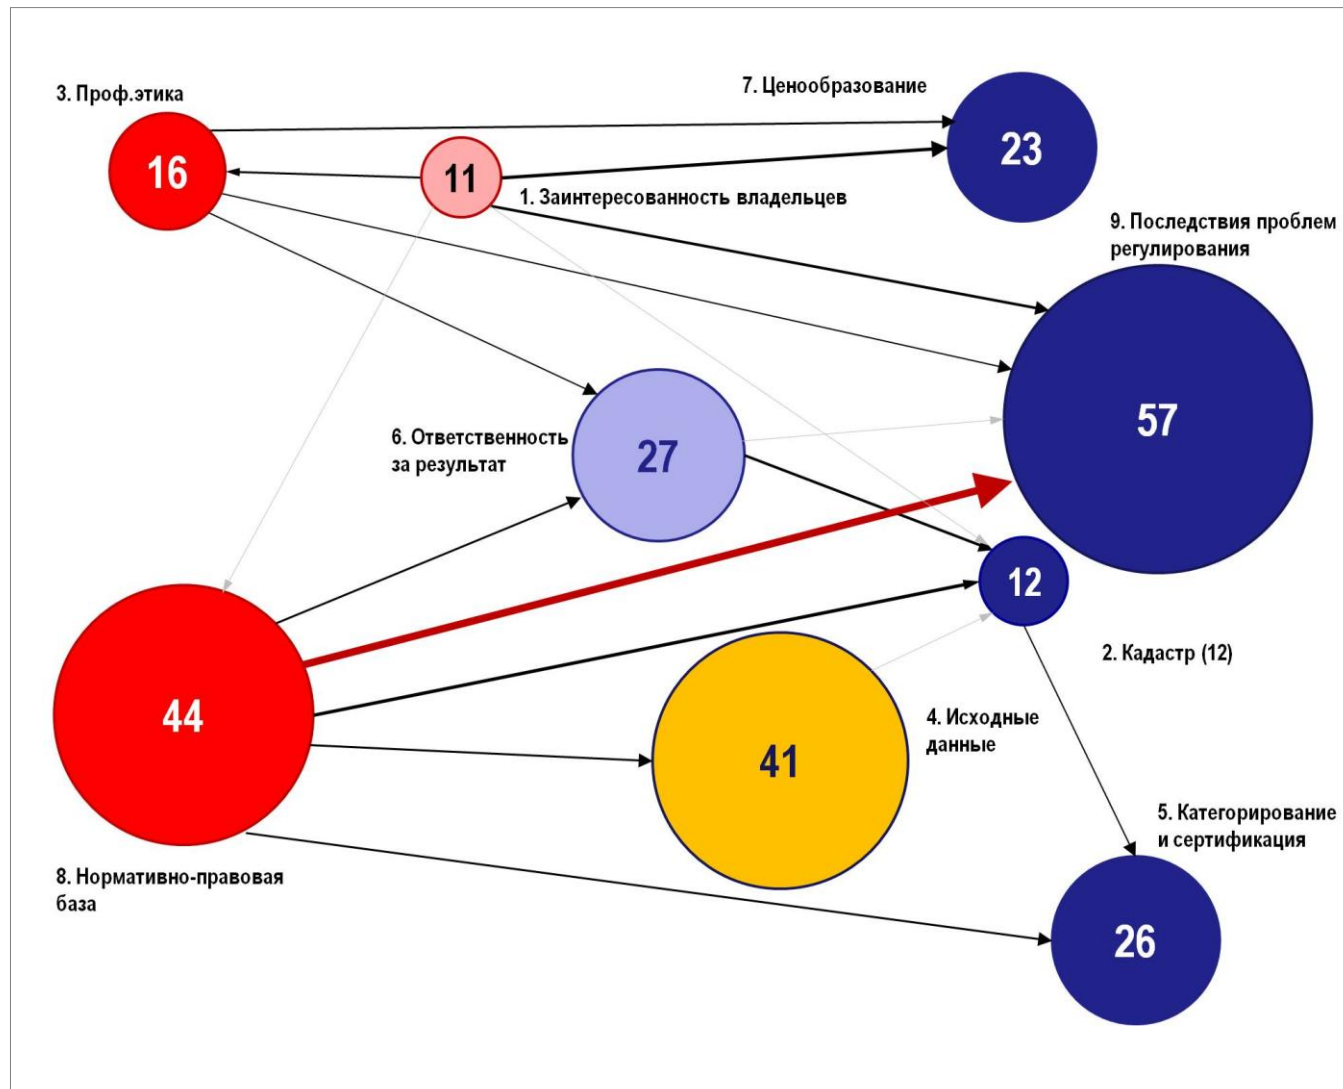 7. Ценообразование
3. Проф.этика
16
11
23
1. Заинтересованность владельцев
9. Последствия проблем
регулирования
57
6. Ответственность
за результат
27
12
2. Кадастр (12)
44
4. Исходные
данные
41
5. Категорирование
и сертификация
8. Нормативно-правовая
база
26